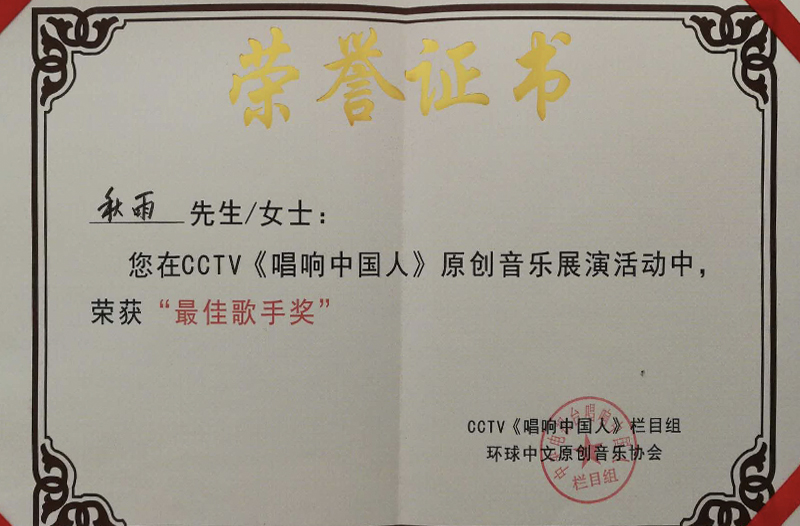 荣誉证书
秋雨 先生/女士：
您在CCTV《唱响中国人》原创音乐展演活动中，
荣获“最佳歌手奖”
CCTV《唱响中国人》栏目组
环球中文原创音乐协会
栏目组